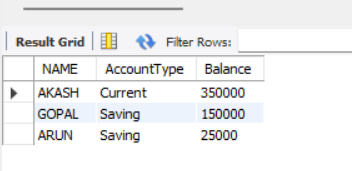 Result Grid Filter Rows:
NAME AccountType Balance
AKASH Current 350000
GOPAL Saving 150000
ARUN Saving 25000